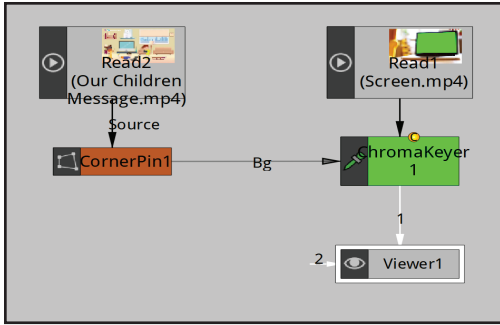 Read2
(Our Children
Message.mp4)
Read1
(Screen.mp4)
Source
CornerPin1
Bg
ChromaKeyer
1
1
2
Viewer1